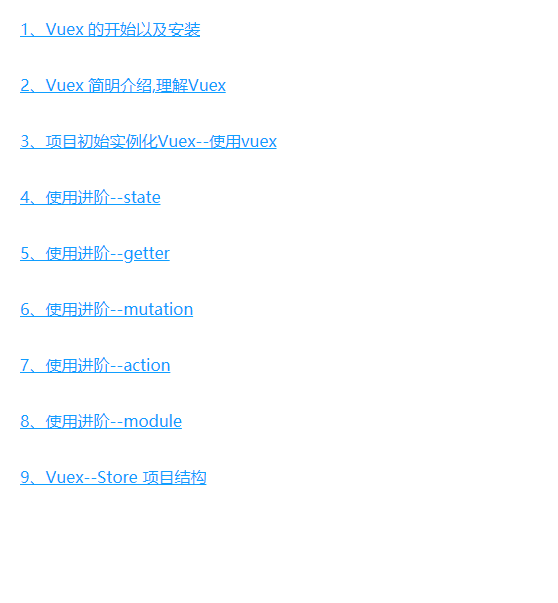 1、Vuex 的开始以及安装
2、Vuex 简明介绍,理解Vuex
3、项目初始实例化Vuex--使用vuex
4、使用进阶--state
5、使用进阶--getter
6、使用进阶--mutation
7、使用进阶--action
8、使用进阶--module
9、Vuex--Store 项目结构